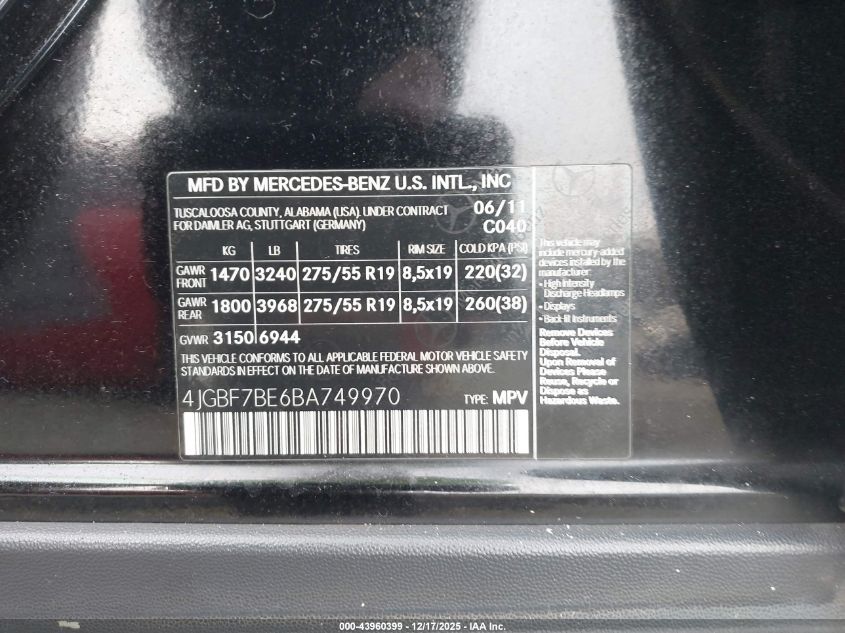 MFD BY MERCEDES-BENZ U.S. INTL., INC
TUSCALOOSA COUNTY, ALABAMA (USA). UNDER CONTRACT 06/11
FOR DAIMLER AG, STUTTGART (GERMANY) C040
KG LB TIRES RIM SIZE COLD KPA (PSI)
GAWR FRONT 1470 3240 275/55 R19 8,5x19 220(32)
GAWR REAR 1800 3968 275/55 R19 8,5x19 260(38)
GVWR 3150 6944
THIS VEHICLE CONFORMS TO ALL APPLICABLE FEDERAL MOTOR VEHICLE SAFETY
STANDARDS IN EFFECT ON THE DATE OF MANUFACTURE SHOWN ABOVE.
4JGBF7BE6BA749970 TYPE: MPV
This vehicle may
include mercury-added
devices installed by the
manufacturer:
• High Intensity
Discharge Headlamps
• Displays
• Back-lit Instruments
Remove Devices
Before Vehicle
Disposal.
Upon Removal of
Devices Please
Reuse, Recycle or
Dispose as
Hazardous Waste.
000-43960399 - 12/17/2025 - IAA Inc.